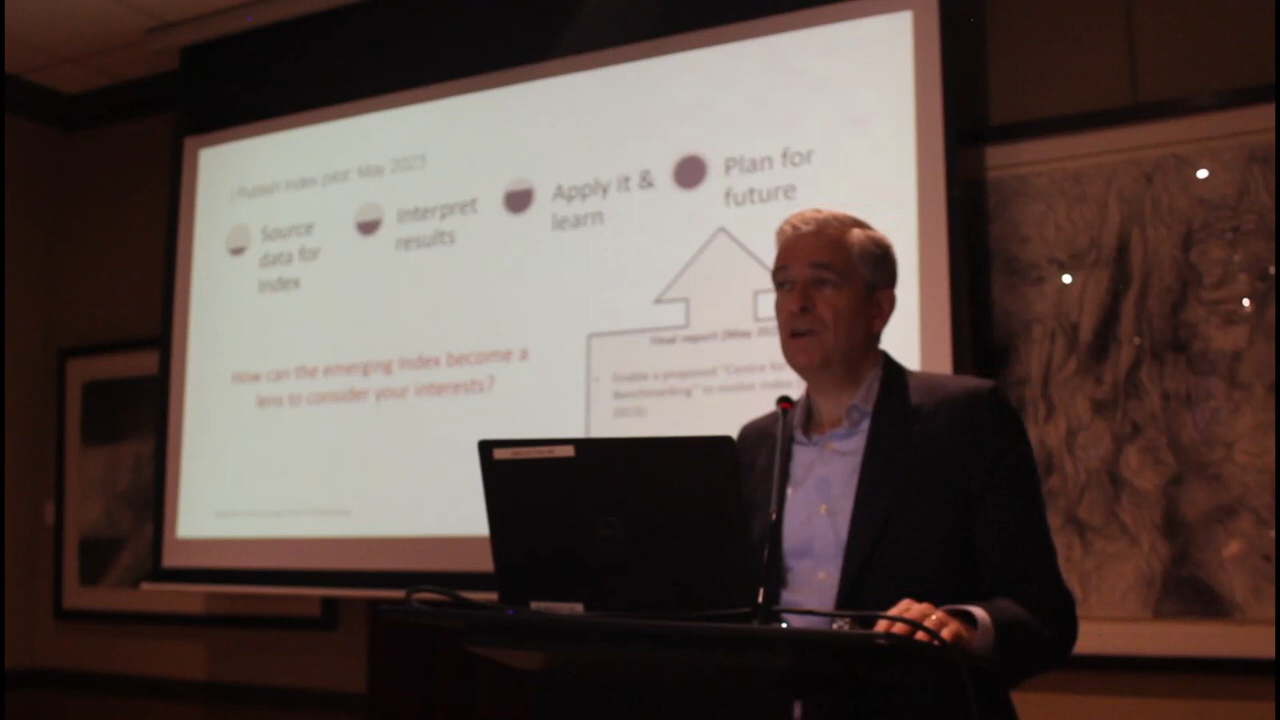 Publish index pilot: May 2023
Source
data for
index
Interpret
results
Apply it &
learn
Plan for
future
How can the emerging index become a
lens to consider your interests?
Final report (May
Enable a proposed "Centre for
Benchmarking" to evolve index